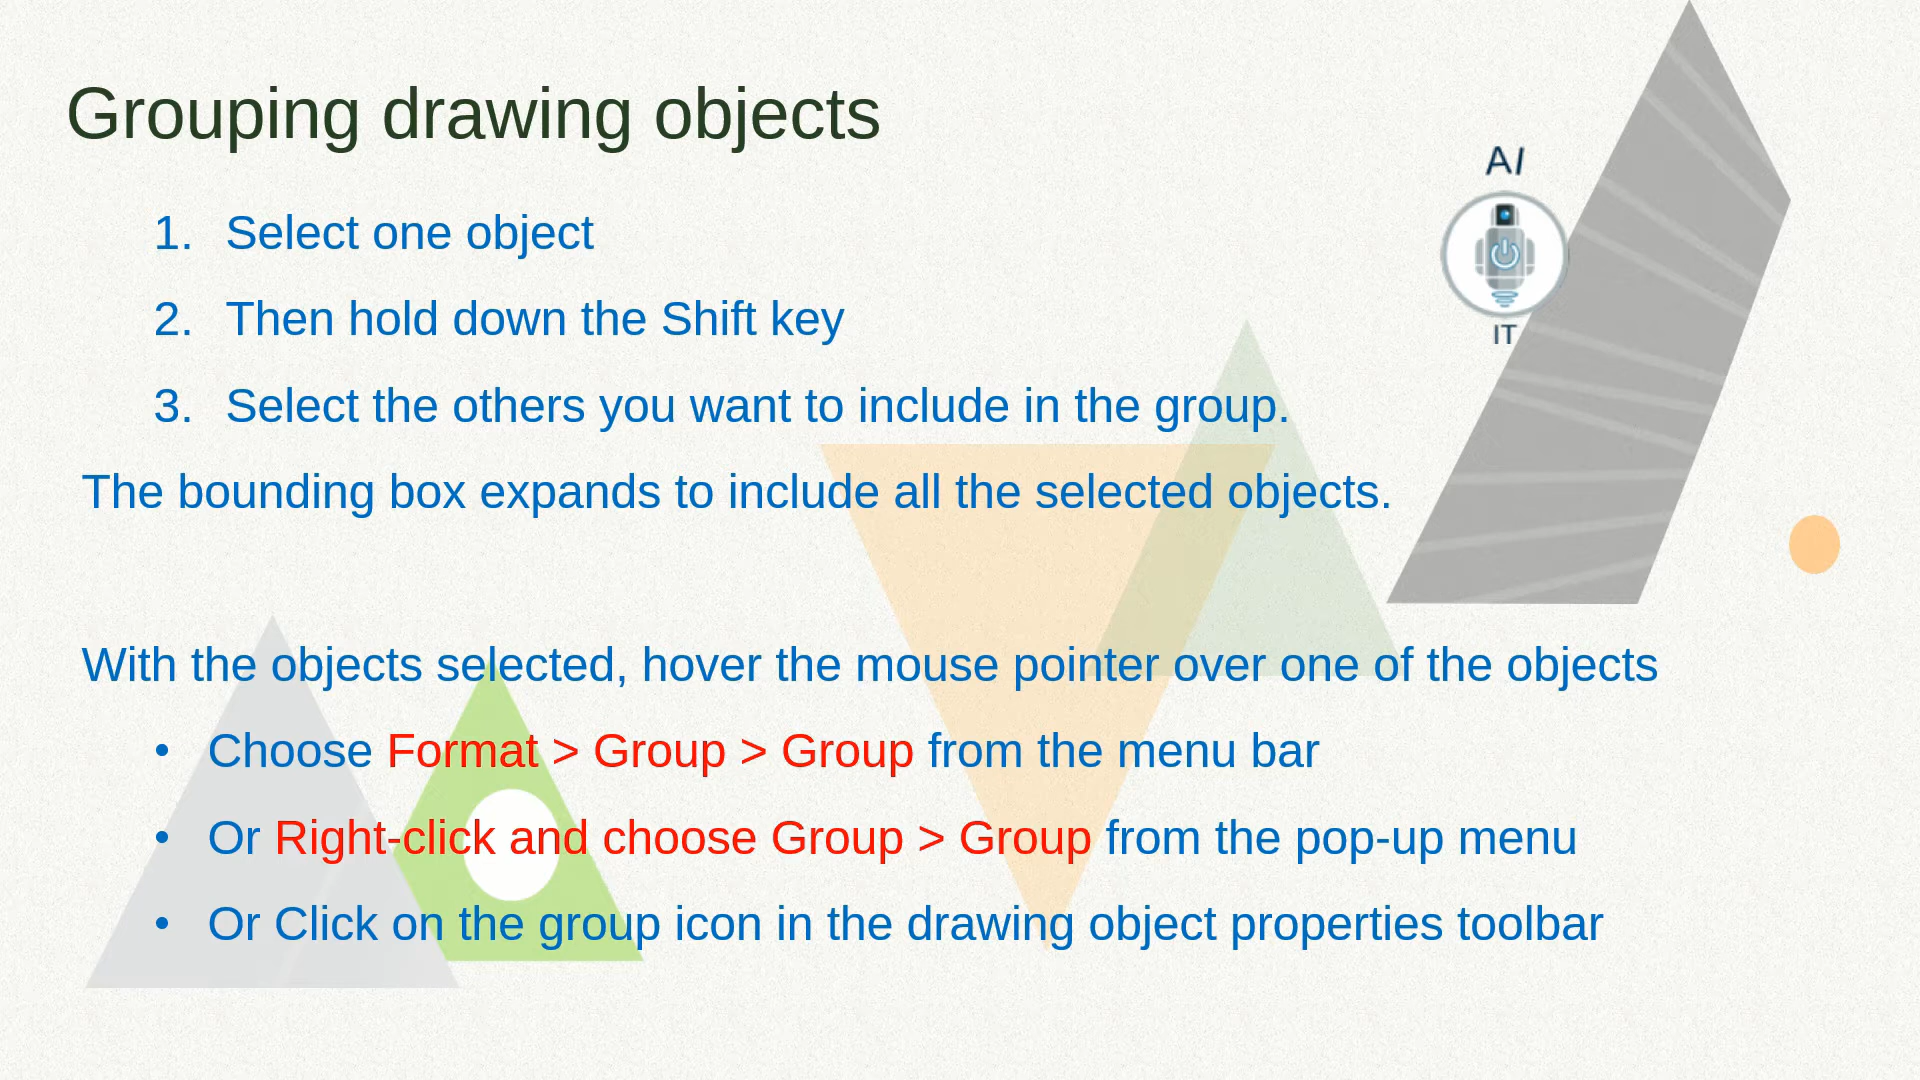 Grouping drawing objects
AI
IT
1. Select one object
2. Then hold down the Shift key
3. Select the others you want to include in the group.
The bounding box expands to include all the selected objects.
With the objects selected, hover the mouse pointer over one of the objects
• Choose Format > Group > Group from the menu bar
• Or Right-click and choose Group > Group from the pop-up menu
• Or Click on the group icon in the drawing object properties toolbar